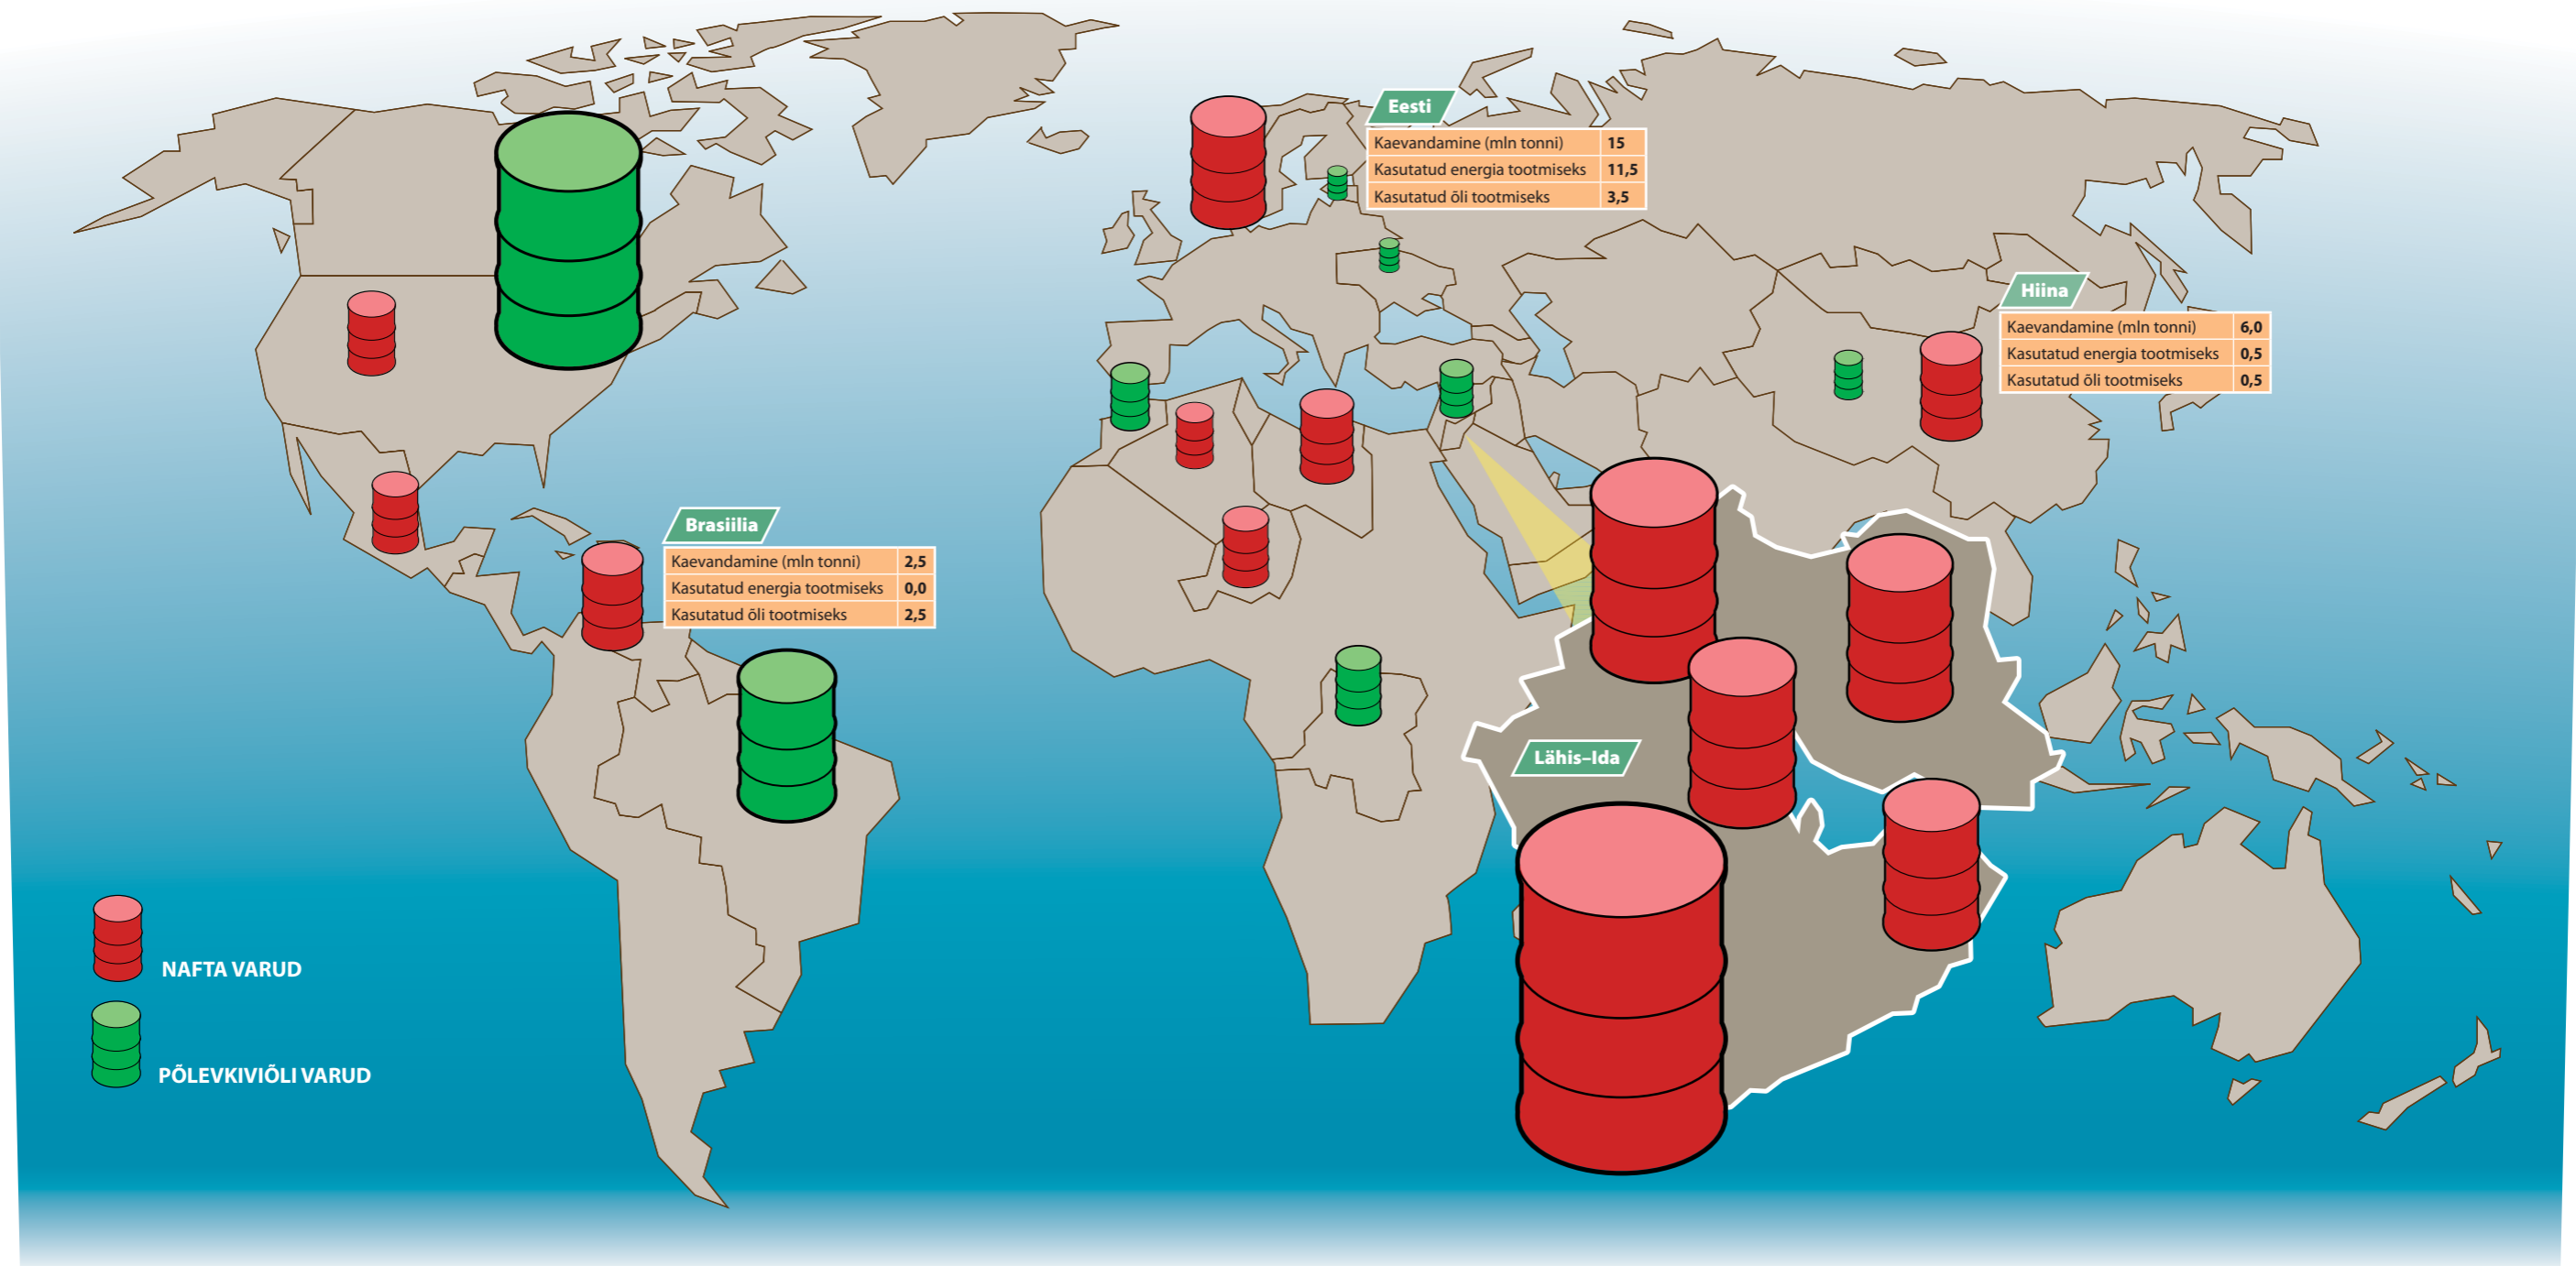 Eesti
Kaevandamine (mln tonni) 15
Kasutatud energia tootmiseks 11,5
Kasutatud õli tootmiseks 3,5
Hiina
Kaevandamine (mln tonni) 6,0
Kasutatud energia tootmiseks 0,5
Kasutatud õli tootmiseks 0,5
Brasiilia
Kaevandamine (mln tonni) 2,5
Kasutatud energia tootmiseks 0,0
Kasutatud õli tootmiseks 2,5
Lähis–Ida
NAFTA VARUD
PÕLEVKIVIÕLI VARUD